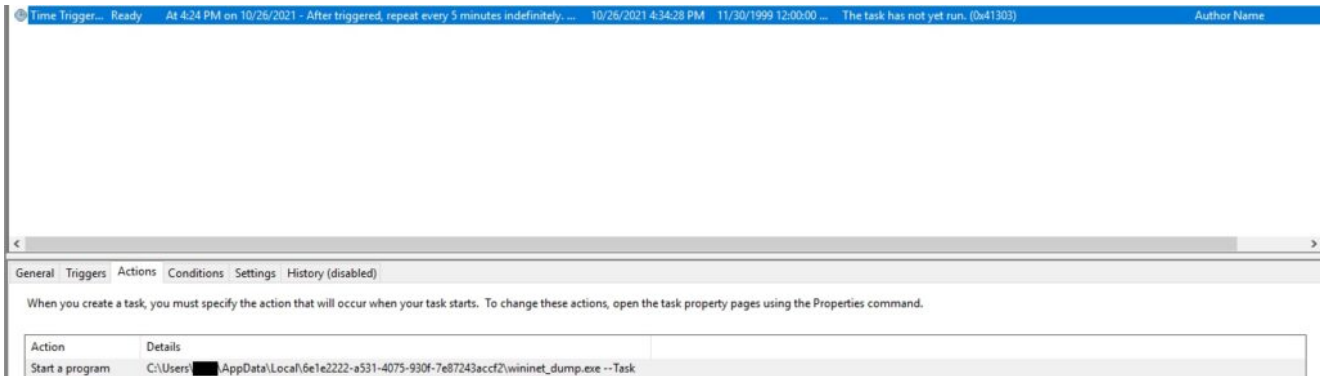 Time Trigger... Ready At 4:24 PM on 10/26/2021 - After triggered, repeat every 5 minutes indefinitely. ... 10/26/2021 4:34:28 PM 11/30/1999 12:00:00 ... The task has not yet run. (0x41303) Author Name
General Triggers Actions Conditions Settings History (disabled)
When you create a task, you must specify the action that will occur when your task starts. To change these actions, open the task property pages using the Properties command.
Action Details
Start a program C:\Users\ \AppData\Local\6e1e2222-a531-4075-930f-7e87243accf2\wininet_dump.exe --Task